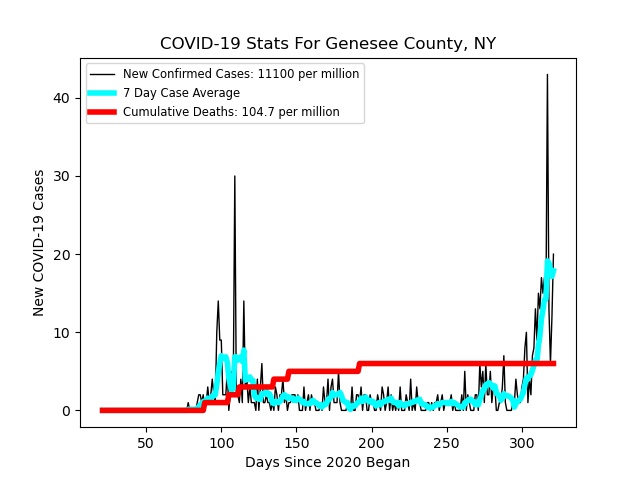 COVID-19 Stats For Genesee County, NY
New Confirmed Cases: 11100 per million
7 Day Case Average
Cumulative Deaths: 104.7 per million
New COVID-19 Cases
40
30
20
10
0
50 100 150 200 250 300
Days Since 2020 Began